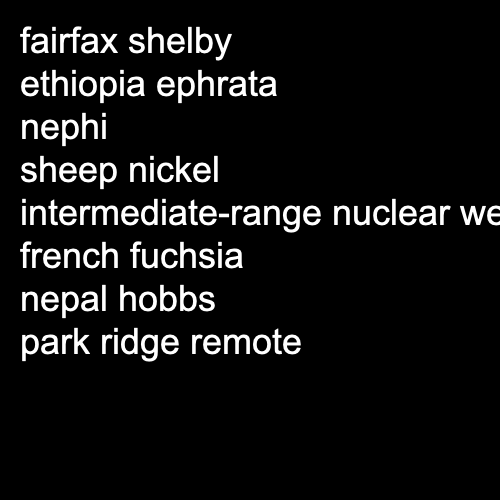 fairfax shelby
ethiopia ephrata
nephi
sheep nickel
intermediate-range nuclear
french fuchsia
nepal hobbs
park ridge remote